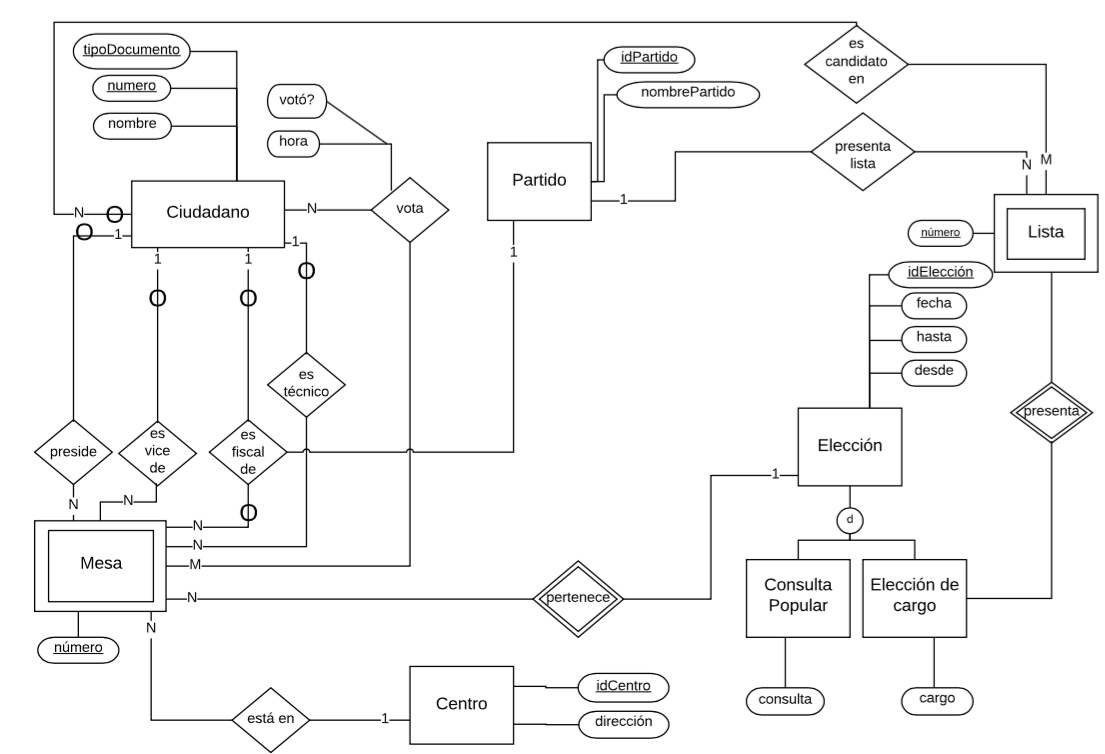 tipoDocumento
numero
nombre
votó?
hora
idPartido
nombrePartido
es
candidato
en
presenta
lista
Partido
Ciudadano
vota
Lista
número
N
O
O
1
N
1
1
1
O
O
O
1
1
N
M
idElección
fecha
hasta
desde
es
técnico
preside
es
vice
de
es
fiscal
de
presenta
Elección
1
d
N
N
O
N
N
M
N
Mesa
pertenece
Consulta
Popular
Elección de
cargo
N
número
está en
1
Centro
idCentro
dirección
consulta
cargo